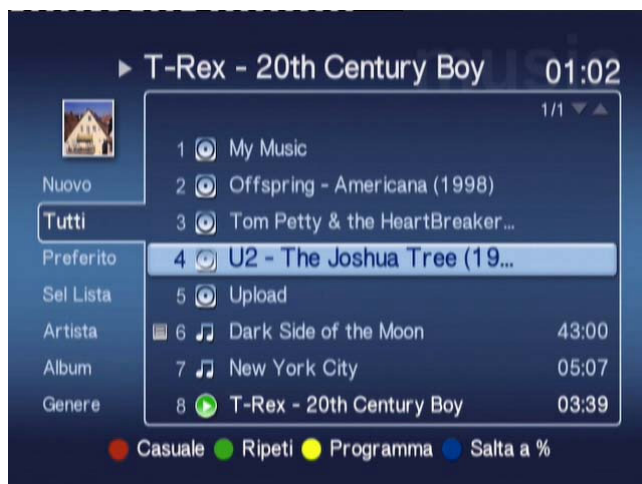 music
T-Rex - 20th Century Boy 01:02
1/1
1 My Music
Nuovo
2 Offspring - Americana (1998)
Tutti
3 Tom Petty & the HeartBreaker...
Preferito
4 U2 - The Joshua Tree (19...
Sel Lista
5 Upload
Artista
6 Dark Side of the Moon 43:00
Album
7 New York City 05:07
Genere
8 T-Rex - 20th Century Boy 03:39
Casuale Ripeti Programma Salta a %